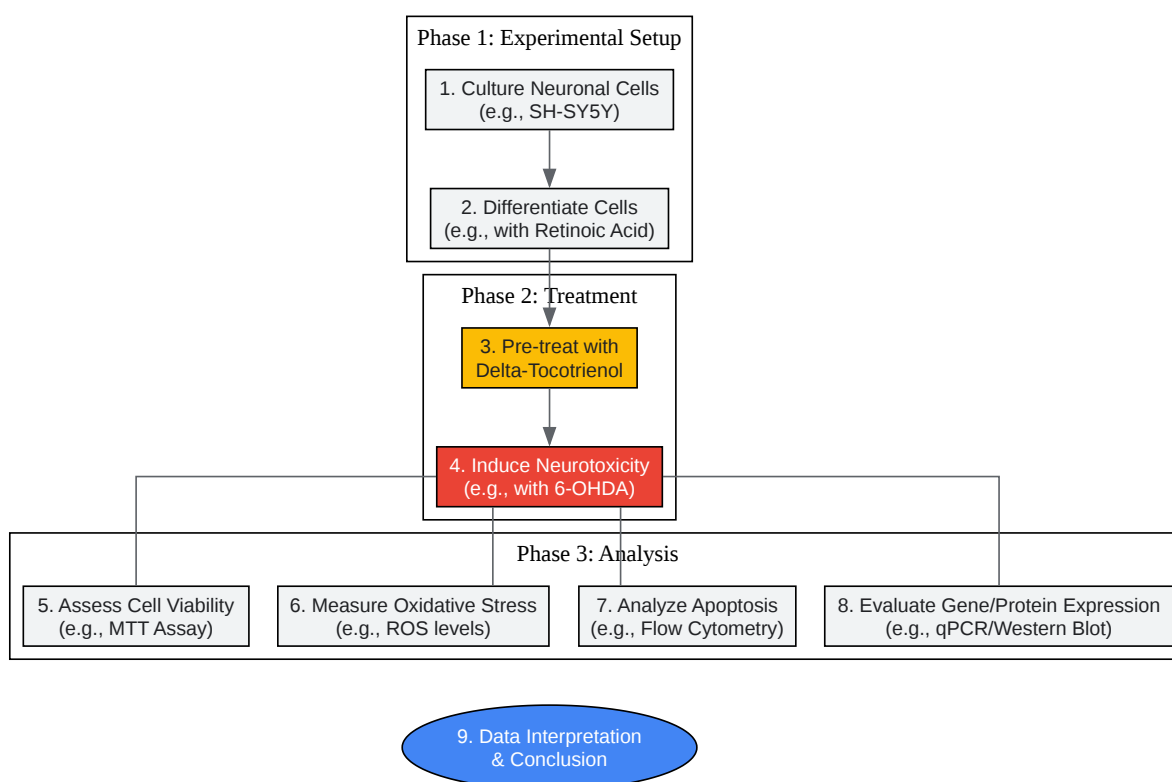 Phase 1: Experimental Setup
1. Culture Neuronal Cells
(e.g., SH-SY5Y)
2. Differentiate Cells
(e.g., with Retinoic Acid)
Phase 2: Treatment
3. Pre-treat with
Delta-Tocotrienol
4. Induce Neurotoxicity
(e.g., with 6-OHDA)
Phase 3: Analysis
5. Assess Cell Viability
(e.g., MTT Assay)
6. Measure Oxidative Stress
(e.g., ROS levels)
7. Analyze Apoptosis
(e.g., Flow Cytometry)
8. Evaluate Gene/Protein Expression
(e.g., qPCR/Western Blot)
9. Data Interpretation
& Conclusion